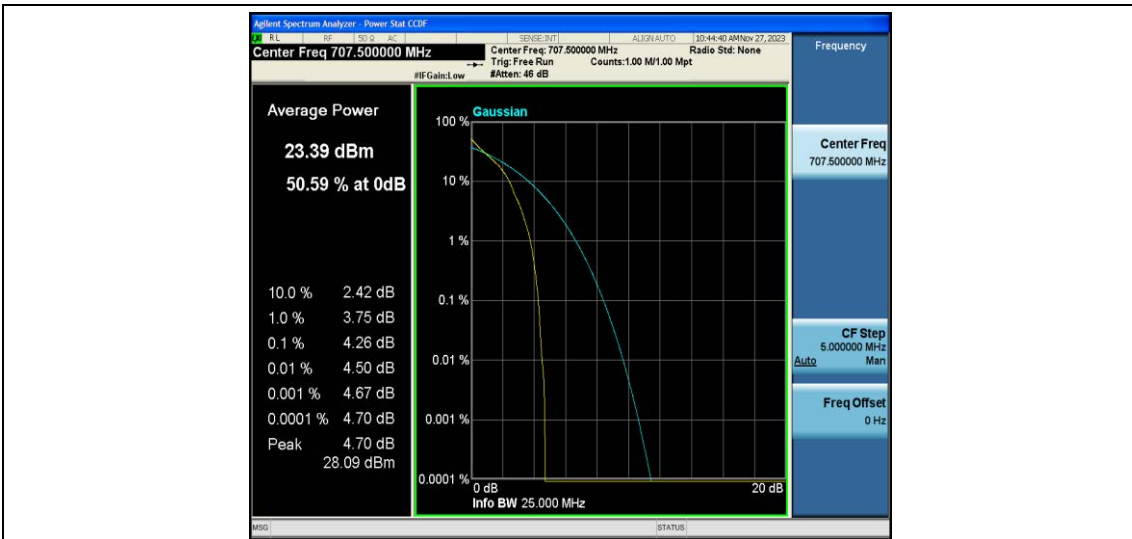 Agilent Spectrum Analyzer - Power Stat CCDF
RL RF 50 Ω AC SENSE:INT ALIGN AUTO 10:44:40 AM Nov 27, 2023
Center Freq 707.500000 MHz
Center Freq: 707.500000 MHz Radio Std: None
Trig: Free Run Counts:1.00 M/1.00 Mpt
#IFGain:Low #Atten: 46 dB
Frequency
Average Power
23.39 dBm
50.59 % at 0dB
10.0 % 2.42 dB
1.0 % 3.75 dB
0.1 % 4.26 dB
0.01 % 4.50 dB
0.001 % 4.67 dB
0.0001 % 4.70 dB
Peak 4.70 dB
28.09 dBm
Gaussian
100 %
10 %
1 %
0.1 %
0.01 %
0.001 %
0.0001 %
0 dB 20 dB
Info BW 25.000 MHz
Center Freq
707.500000 MHz
CF Step
5.000000 MHz
Auto Man
Freq Offset
0 Hz
MSG STATUS